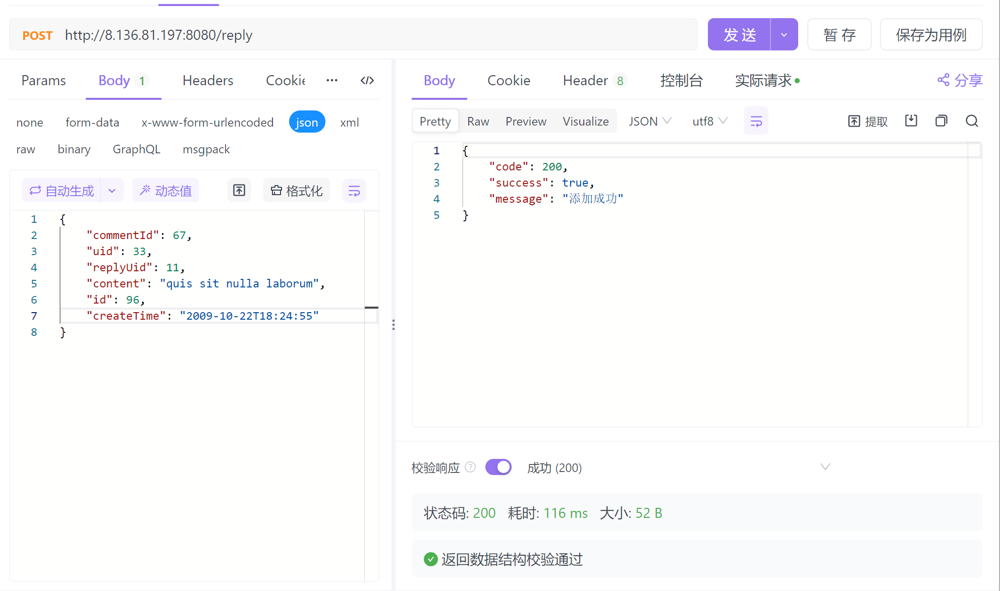 POST http://8.136.81.197:8080/reply
发 送
暂 存
保存为用例
Params Body 1 Headers Cookie ··· </>
none form-data x-www-form-urlencoded json xml
raw binary GraphQL msgpack
自动生成 动态值 格式化
1 {
2 "commentId": 67,
3 "uid": 33,
4 "replyUid": 11,
5 "content": "quis sit nulla laborum",
6 "id": 96,
7 "createTime": "2009-10-22T18:24:55"
8 }
Body Cookie Header 8 控制台 实际请求 分享
Pretty Raw Preview Visualize JSON utf8 提取
1 {
2 "code": 200,
3 "success": true,
4 "message": "添加成功"
5 }
校验响应 ? 成功 (200)
状态码: 200 耗时: 116 ms 大小: 52 B
返回数据结构校验通过